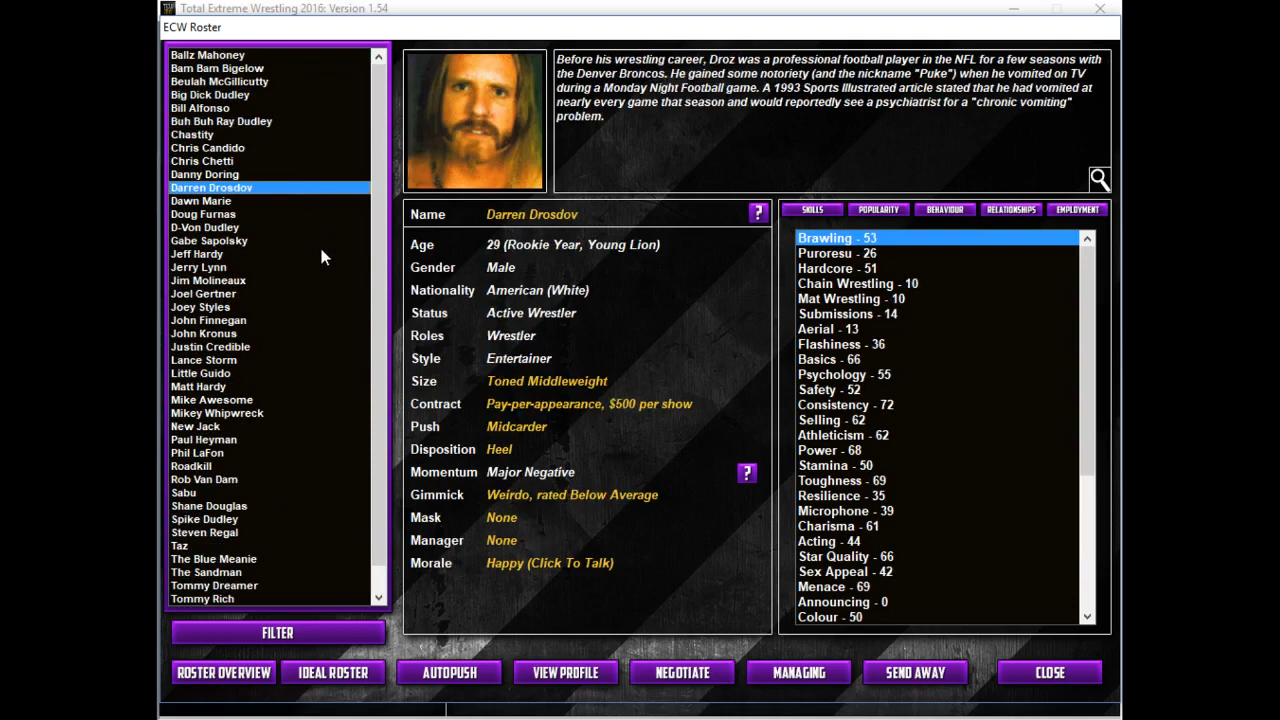 Total Extreme Wrestling 2016: Version 1.54
ECW Roster
Ballz Mahoney
Bam Bam Bigelow
Beulah McGillicutty
Big Dick Dudley
Bill Alfonso
Buh Buh Ray Dudley
Chastity
Chris Candido
Chris Chetti
Danny Doring
Darren Drosdov
Dawn Marie
Doug Furnas
D-Von Dudley
Gabe Sapolsky
Jeff Hardy
Jerry Lynn
Jim Molineaux
Joel Gertner
Joey Styles
John Finnegan
John Kronus
Justin Credible
Lance Storm
Little Guido
Matt Hardy
Mike Awesome
Mikey Whipwreck
New Jack
Paul Heyman
Phil LaFon
Roadkill
Rob Van Dam
Sabu
Shane Douglas
Spike Dudley
Steven Regal
Taz
The Blue Meanie
The Sandman
Tommy Dreamer
Tommy Rich
FILTER
Before his wrestling career, Droz was a professional football player in the NFL for a few seasons with
the Denver Broncos. He gained some notoriety (and the nickname "Puke") when he vomited on TV
during a Monday Night Football game. A 1993 Sports Illustrated article stated that he had vomited at
nearly every game that season and would reportedly see a psychiatrist for a "chronic vomiting"
problem.
Name Darren Drosdov ?
Age 29 (Rookie Year, Young Lion)
Gender Male
Nationality American (White)
Status Active Wrestler
Roles Wrestler
Style Entertainer
Size Toned Middleweight
Contract Pay-per-appearance, $500 per show
Push Midcarder
Disposition Heel
Momentum Major Negative ?
Gimmick Weirdo, rated Below Average
Mask None
Manager None
Morale Happy (Click To Talk)
SKILLS POPULARITY BEHAVIOUR RELATIONSHIPS EMPLOYMENT
Brawling - 53
Puroresu - 26
Hardcore - 51
Chain Wrestling - 10
Mat Wrestling - 10
Submissions - 14
Aerial - 13
Flashiness - 36
Basics - 66
Psychology - 55
Safety - 52
Consistency - 72
Selling - 62
Athleticism - 62
Power - 68
Stamina - 50
Toughness - 69
Resilience - 35
Microphone - 39
Charisma - 61
Acting - 44
Star Quality - 66
Sex Appeal - 42
Menace - 69
Announcing - 0
Colour - 50
ROSTER OVERVIEW IDEAL ROSTER AUTOPUSH VIEW PROFILE NEGOTIATE MANAGING SEND AWAY CLOSE